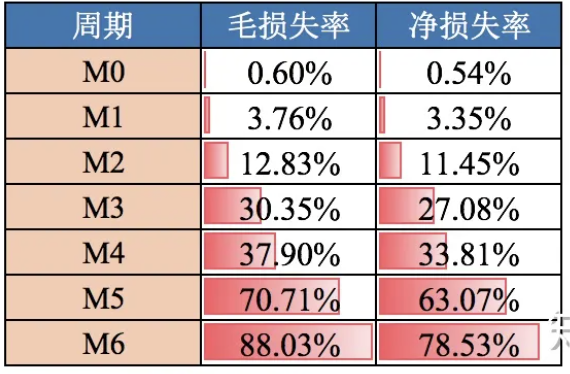 周期 毛损失率 净损失率
M0 0.60% 0.54%
M1 3.76% 3.35%
M2 12.83% 11.45%
M3 30.35% 27.08%
M4 37.90% 33.81%
M5 70.71% 63.07%
M6 88.03% 78.53%